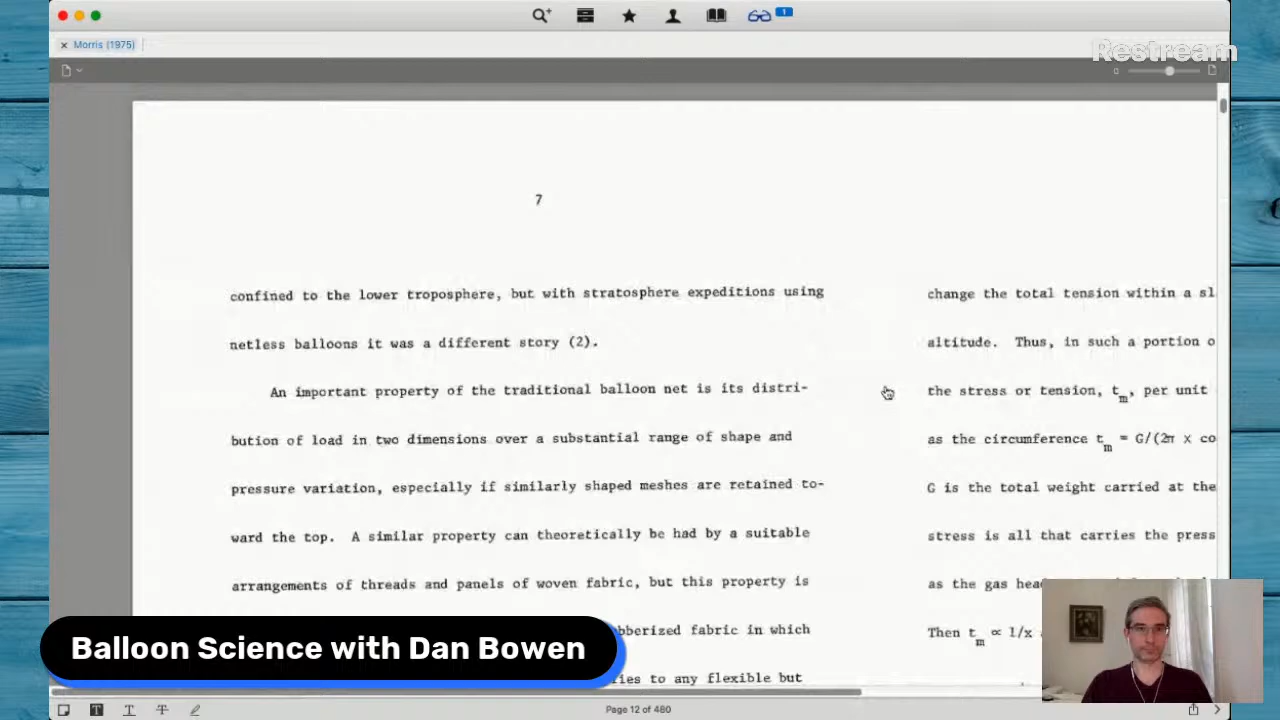 1
Morris (1975)
Restream
7
confined to the lower troposphere, but with stratosphere expeditions using
netless balloons it was a different story (2).
An important property of the traditional balloon net is its distri-
bution of load in two dimensions over a substantial range of shape and
pressure variation, especially if similarly shaped meshes are retained to-
ward the top. A similar property can theoretically be had by a suitable
arrangements of threads and panels of woven fabric, but this property is
bberized fabric in which
ries to any flexible but
change the total tension within a sl
altitude. Thus, in such a portion o
the stress or tension, t_m, per unit
as the circumference t_m = G/(2π x co
G is the total weight carried at the
stress is all that carries the press
as the gas hea
Then t_m ∝ 1/x
Balloon Science with Dan Bowen
Page 12 of 480